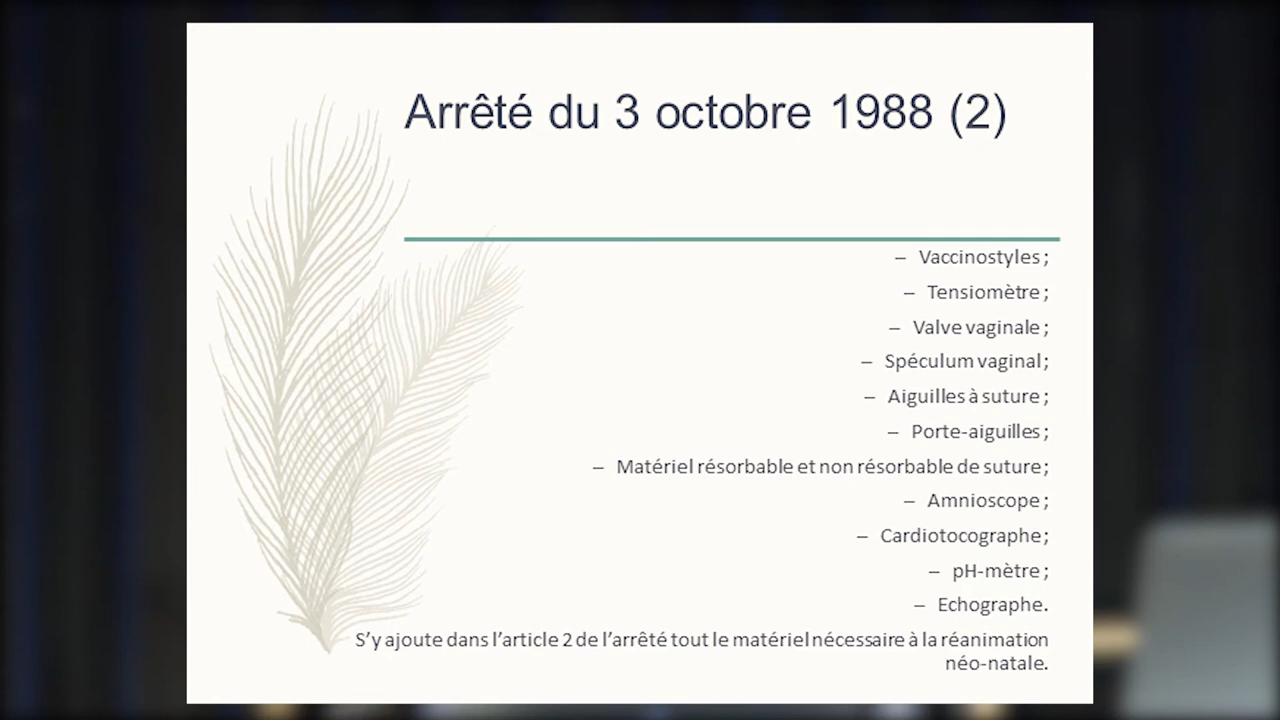 Arrêté du 3 octobre 1988 (2)
– Vaccinostyles ;
– Tensiomètre ;
– Valve vaginale ;
– Spéculum vaginal ;
– Aiguilles à suture ;
– Porte-aiguilles ;
– Matériel résorbable et non résorbable de suture ;
– Amnioscope ;
– Cardiotocographe ;
– pH-mètre ;
– Echographe.
S’y ajoute dans l’article 2 de l’arrêté tout le matériel nécessaire à la réanimation
néo-natale.